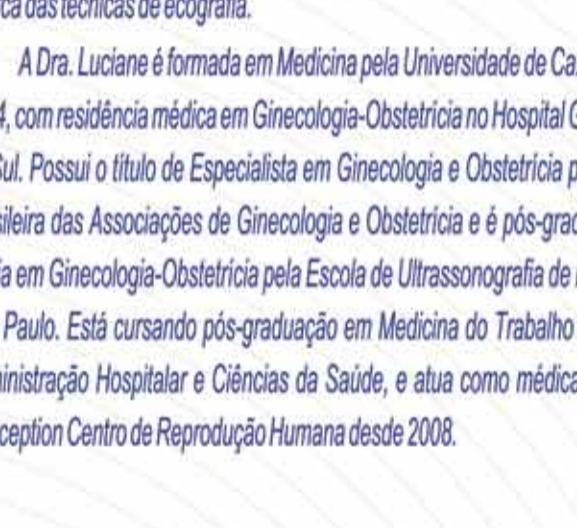 ca das técnicas de ecografia.
A Dra. Luciane é formada em Medicina pela Universidade de Ca
4, com residência médica em Ginecologia-Obstetrícia no Hospital G
Sul. Possui o título de Especialista em Ginecologia e Obstetrícia p
sileira das Associações de Ginecologia e Obstetrícia e é pós-grad
ia em Ginecologia-Obstetrícia pela Escola de Ultrassonografia de
Paulo. Está cursando pós-graduação em Medicina do Trabalho
ministração Hospitalar e Ciências da Saúde, e atua como médica
ception Centro de Reprodução Humana desde 2008.